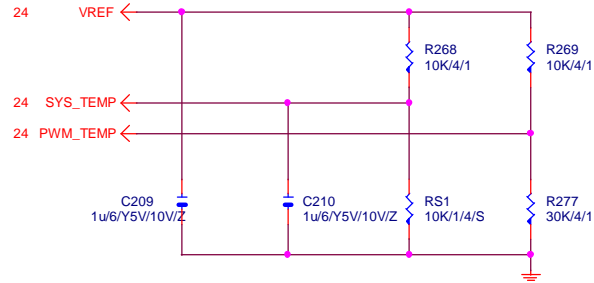 24 VREF
R268
10K/4/1
R269
10K/4/1
24 SYS_TEMP
24 PWM_TEMP
C209
1u/6/Y5V/10V/Z
C210
1u/6/Y5V/10V/Z
RS1
10K/1/4/S
R277
30K/4/1